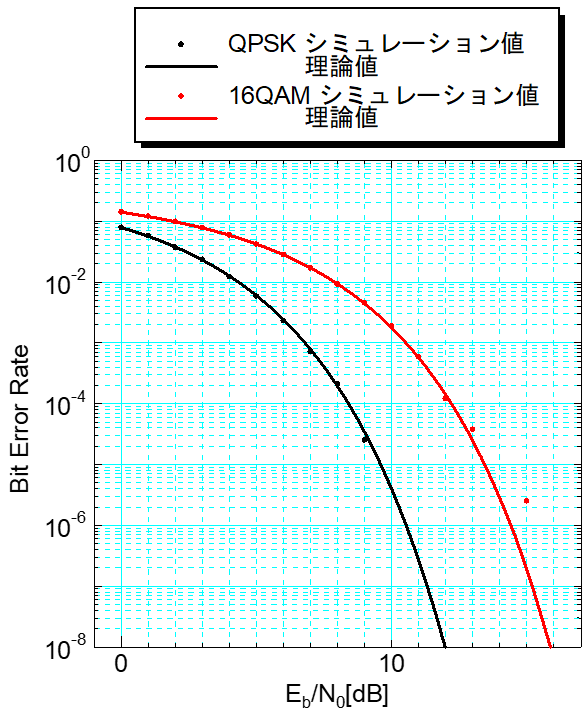 QPSK シミュレーション値
理論値
16QAM シミュレーション値
理論値
10^0
10^-2
10^-4
10^-6
10^-8
Bit Error Rate
0 10
E_b/N_0[dB]